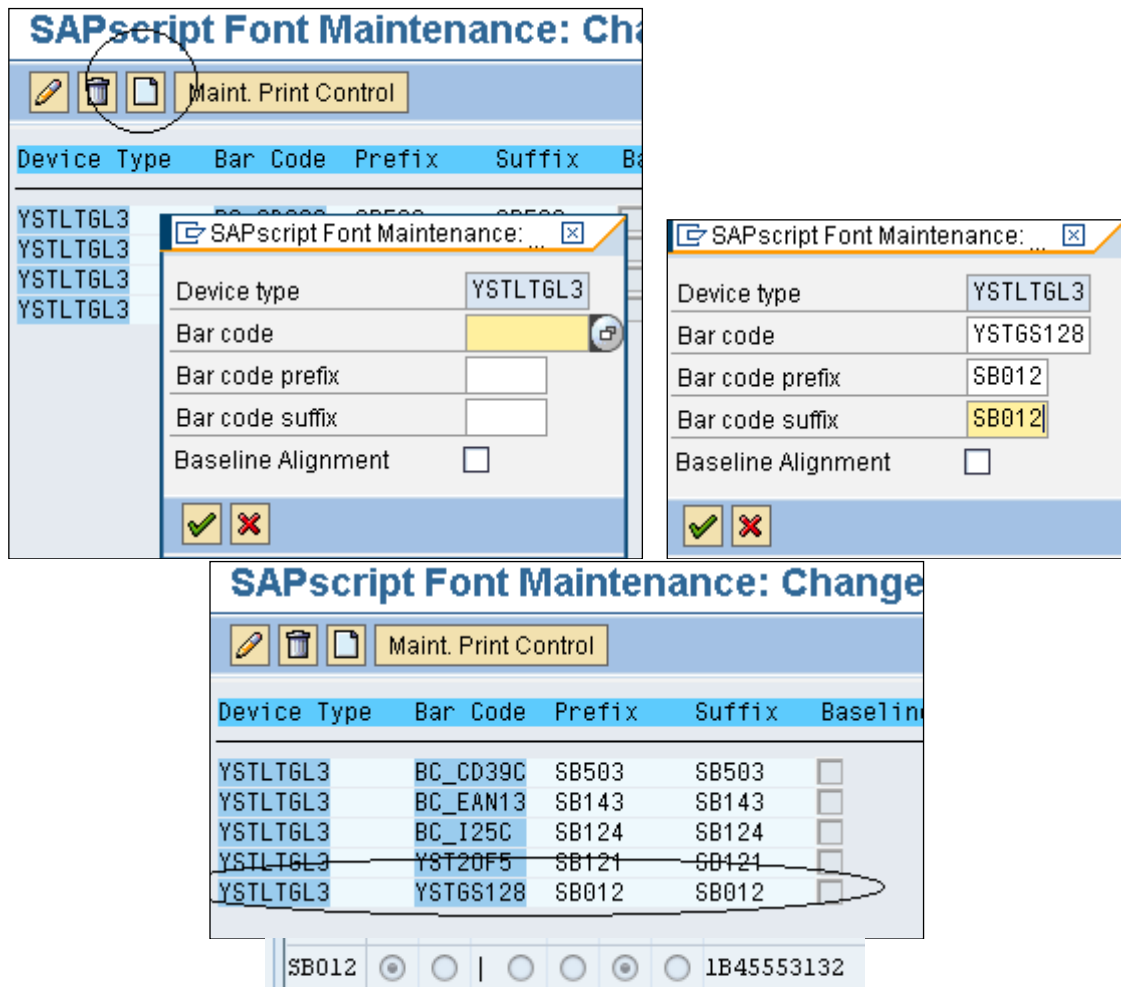 SAPscript Font Maintenance: Cha
Maint. Print Control
Device Type Bar Code Prefix Suffix Ba
YSTLTGL3
YSTLTGL3
YSTLTGL3
YSTLTGL3
SAPscript Font Maintenance: ...
Device type YSTLTGL3
Bar code
Bar code prefix
Bar code suffix
Baseline Alignment
SAPscript Font Maintenance: ...
Device type YSTLTGL3
Bar code YSTGS128
Bar code prefix SB012
Bar code suffix SB012
Baseline Alignment
SAPscript Font Maintenance: Change
Maint. Print Control
Device Type Bar Code Prefix Suffix Baselin
YSTLTGL3 BC_CD39C SB503 SB503
YSTLTGL3 BC_EAN13 SB143 SB143
YSTLTGL3 BC_I25C SB124 SB124
YSTLTGL3 YST2OF5 SB121 SB121
YSTLTGL3 YSTGS128 SB012 SB012
SB012 | 1B45553132